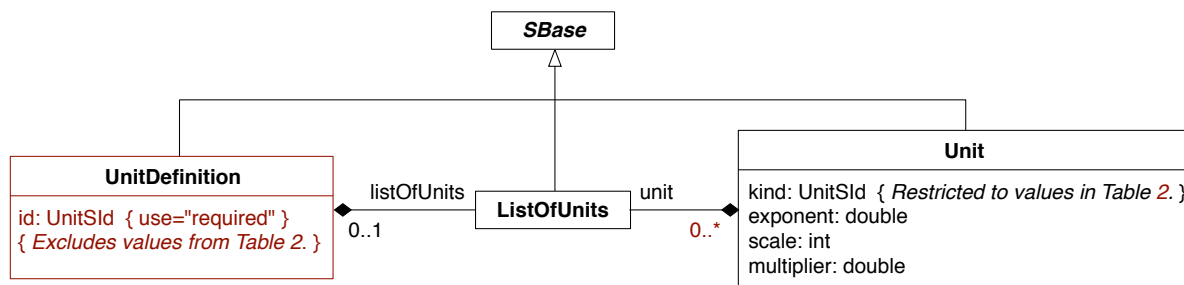 SBase
UnitDefinition
id: UnitSId { use="required" }
{ Excludes values from Table 2. }
listOfUnits
0..1
ListOfUnits
unit
0..*
Unit
kind: UnitSId { Restricted to values in Table 2. }
exponent: double
scale: int
multiplier: double